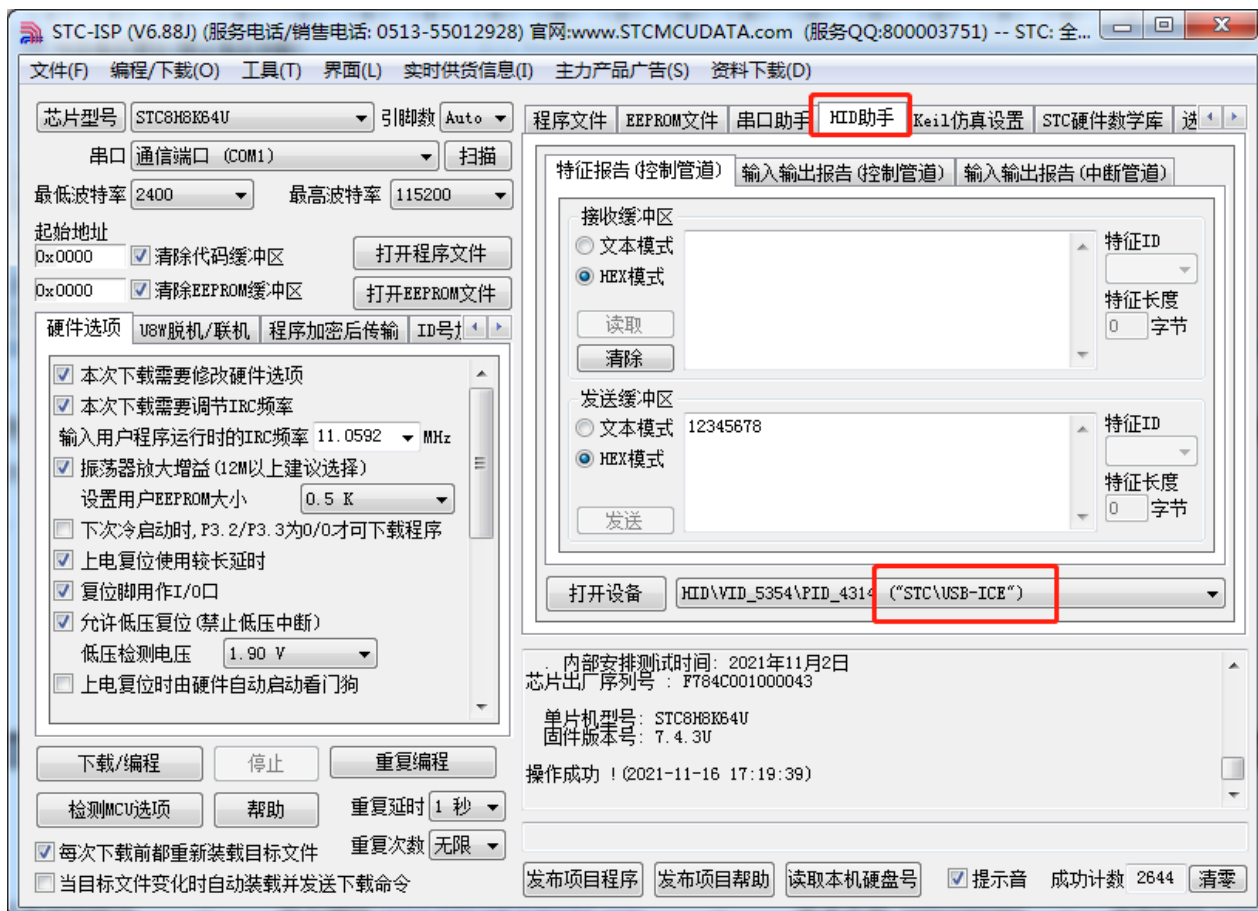 STC-ISP (V6.88J) (服务电话/销售电话: 0513-55012928) 官网:www.STCMCUDATA.com (服务QQ:800003751) -- STC: 全...
文件(F) 编程/下载(O) 工具(T) 界面(L) 实时供货信息(I) 主力产品广告(S) 资料下载(D)
芯片型号 STC8H8K64U 引脚数 Auto
串口 通信端口 (COM1) 扫描
最低波特率 2400 最高波特率 115200
起始地址
0x0000 清除代码缓冲区 打开程序文件
0x0000 清除EEPROM缓冲区 打开EEPROM文件
硬件选项 U8W脱机/联机 程序加密后传输
本次下载需要修改硬件选项
本次下载需要调节IRC频率
输入用户程序运行时的IRC频率 11.0592 MHz
振荡器放大增益(12M以上建议选择)
设置用户EEPROM大小 0.5 K
下次冷启动时,P3.2/P3.3为0/0才可下载程序
上电复位使用较长延时
复位脚用作I/O口
允许低压复位(禁止低压中断)
低压检测电压 1.90 V
上电复位时由硬件自动启动看门狗
下载/编程 停止 重复编程
检测MCU选项 帮助 重复延时 1 秒
重复次数 无限
每次下载前都重新装载目标文件
当目标文件变化时自动装载并发送下载命令
程序文件 EEPROM文件 串口助手 HID助手 Keil仿真设置 STC硬件数学库
特征报告(控制管道) 输入输出报告(控制管道) 输入输出报告(中断管道)
接收缓冲区
文本模式
HEX模式
读取
清除
特征ID
特征长度
0 字节
发送缓冲区
文本模式 12345678
HEX模式
发送
特征ID
特征长度
0 字节
打开设备 HID\VID_5354\PID_4314 ("STC\USB-ICE")
. 内部安排测试时间: 2021年11月2日
芯片出厂序列号 : F784C001000043
单片机型号: STC8H8K64U
固件版本号: 7.4.3U
操作成功 !(2021-11-16 17:19:39)
发布项目程序 发布项目帮助 读取本机硬盘号 提示音 成功计数 2644 清零